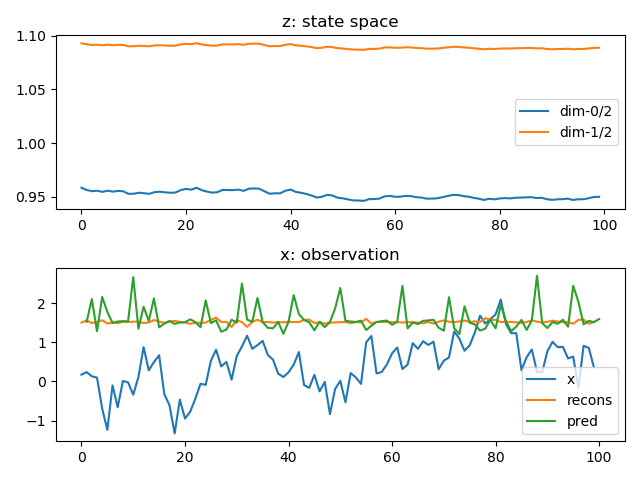 z: state space
1.10
1.05
1.00
0.95
dim-0/2
dim-1/2
0
20
40
60
80
100
x: observation
2
1
0
−1
x
recons
pred
0
20
40
60
80
100